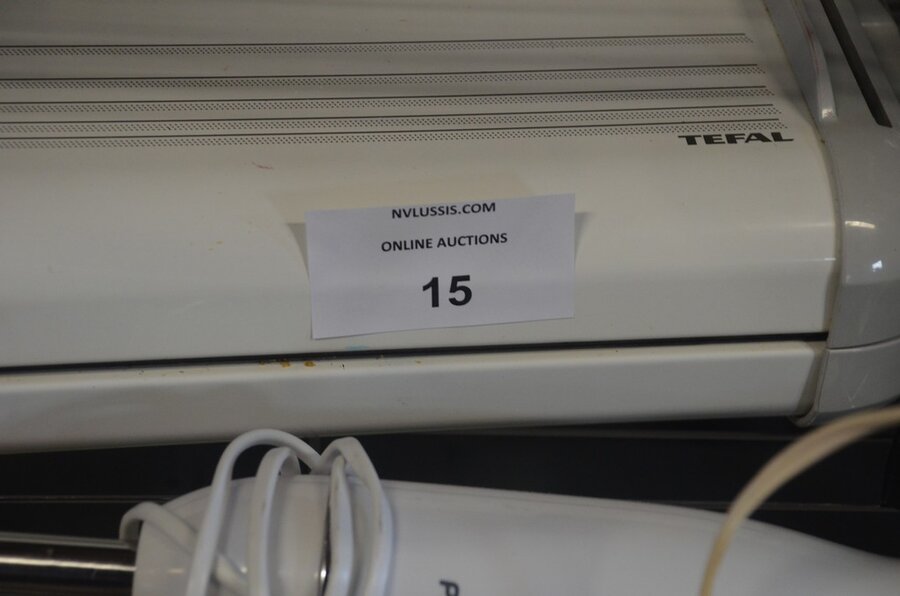 TEFAL
NVLUSSIS.COM
ONLINE AUCTIONS
15